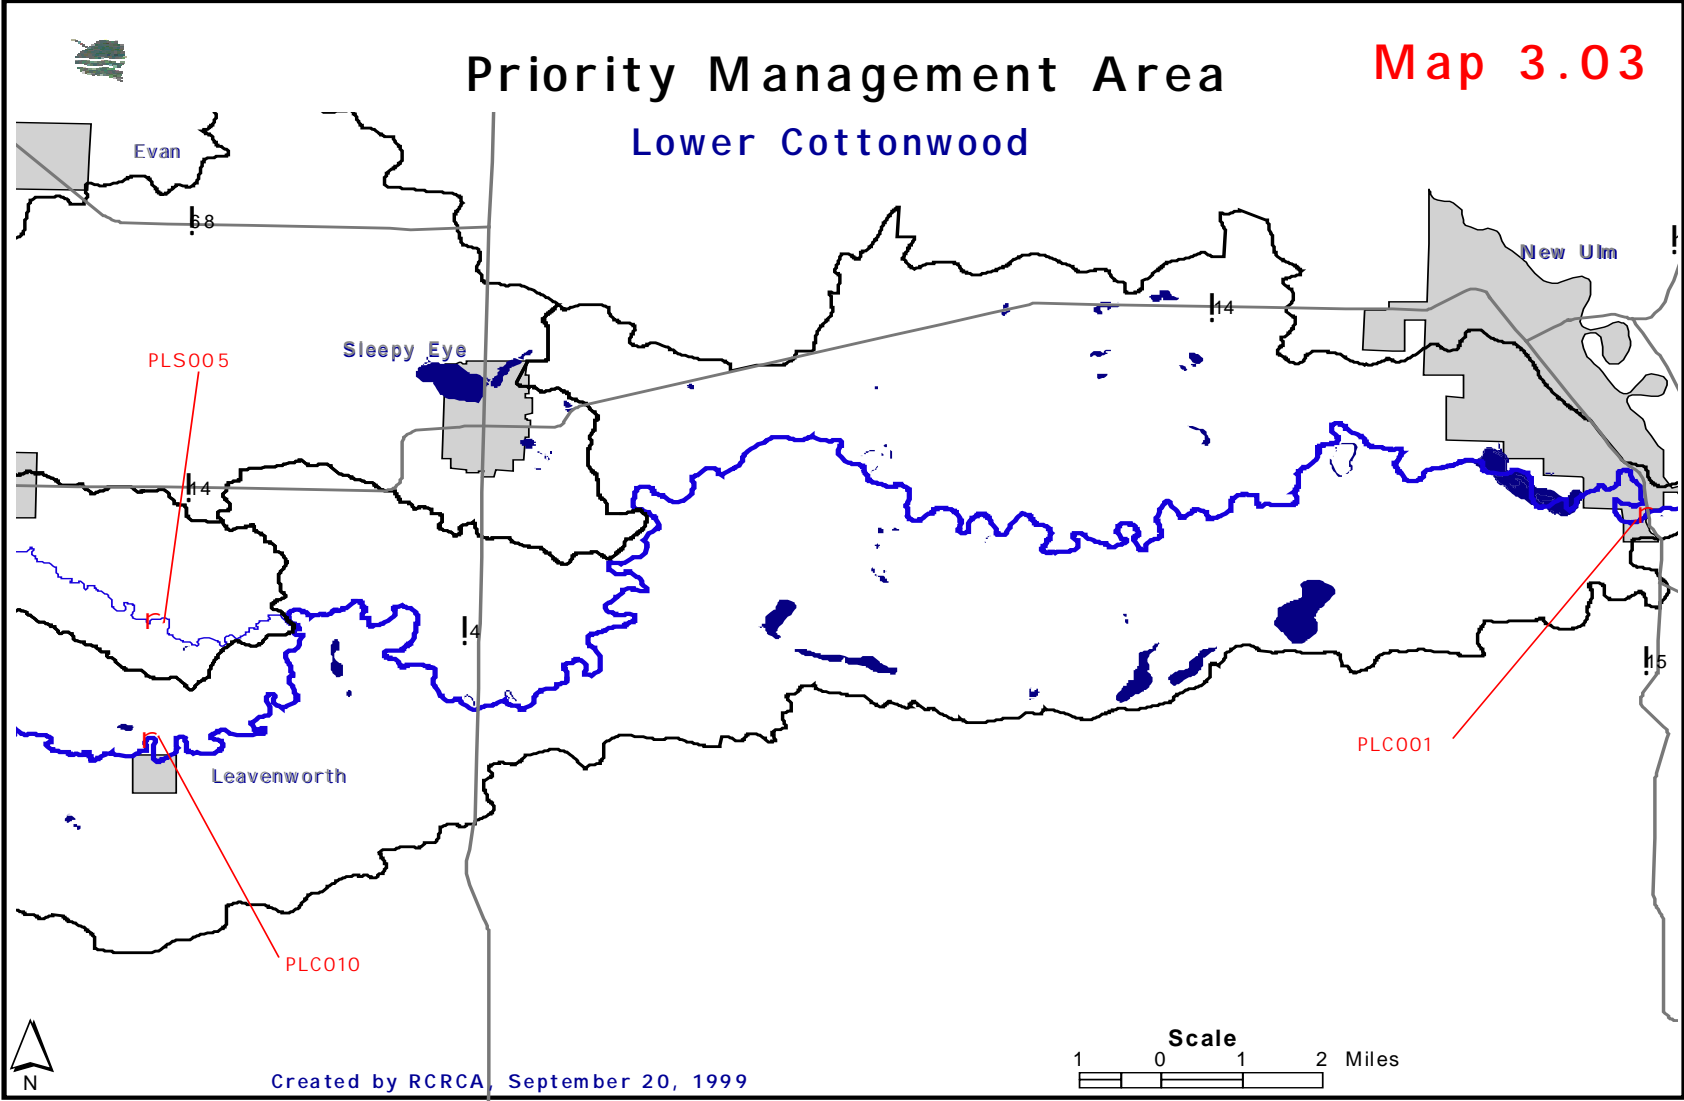 Priority Management Area
Map 3.03
Lower Cottonwood
Evan
68
New Ulm
14
Sleepy Eye
PLS005
14
4
15
PLC001
Leavenworth
PLC010
Scale
1 0 1 2 Miles
N
Created by RCRCA, September 20, 1999